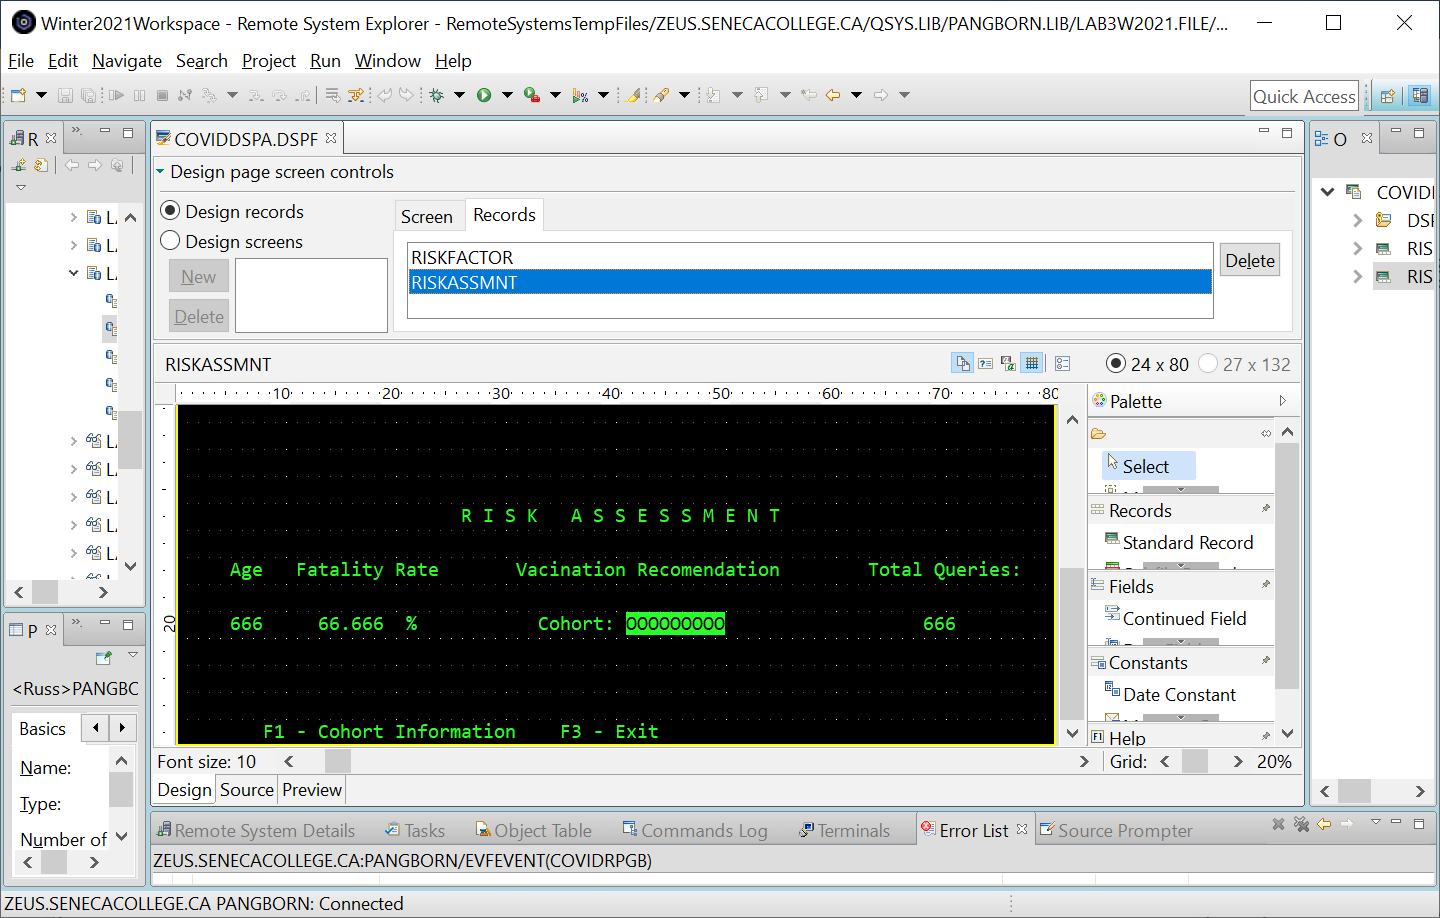 Winter2021Workspace - Remote System Explorer - RemoteSystemsTempFiles/ZEUS.SENECACOLLEGE.CA/QSYS.LIB/PANGBORN.LIB/LAB3W2021.FILE/...
File Edit Navigate Search Project Run Window Help
Quick Access
R
COVIDDSPA.DSPF
O
Design page screen controls
Design records
Design screens
New
Delete
Screen Records
RISKFACTOR
RISKASSMNT
Delete
COVID
DSP
RIS
RIS
RISKASSMNT
24 x 80 27 x 132
10 20 30 40 50 60 70 80
20
R I S K A S S E S S M E N T
Age Fatality Rate Vacination Recomendation Total Queries:
666 66.666 % Cohort: OOOOOOOOO 666
F1 - Cohort Information F3 - Exit
Palette
Select
Records
Standard Record
Fields
Continued Field
Constants
Date Constant
Help
Font size: 10
Grid: 20%
Design Source Preview
P
<Russ>PANGBO
Basics
Name:
Type:
Number of
Remote System Details Tasks Object Table Commands Log Terminals Error List Source Prompter
ZEUS.SENECACOLLEGE.CA:PANGBORN/EVFEVENT(COVIDRPGB)
ZEUS.SENECACOLLEGE.CA PANGBORN: Connected